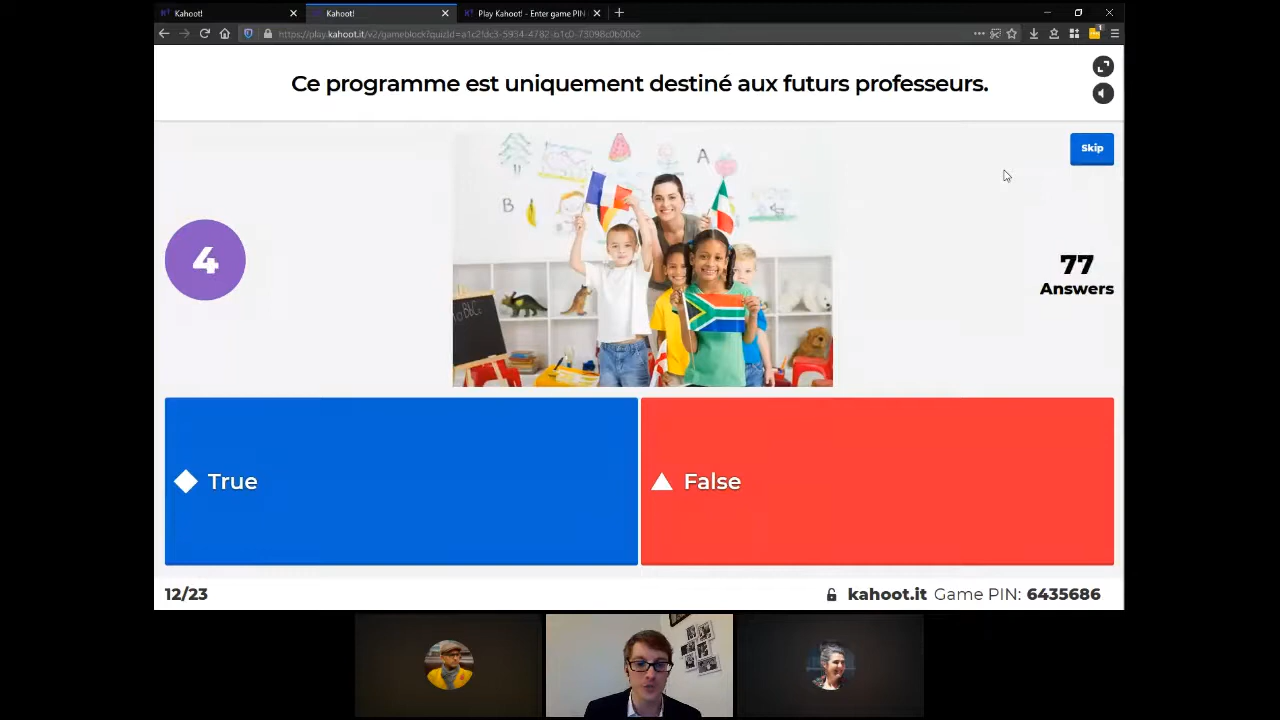 Kahoot!
Kahoot!
Play Kahoot! - Enter game PIN
Ce programme est uniquement destiné aux futurs professeurs.
Skip
A
B
4
77
Answers
True
False
12/23
kahoot.it Game PIN: 6435686